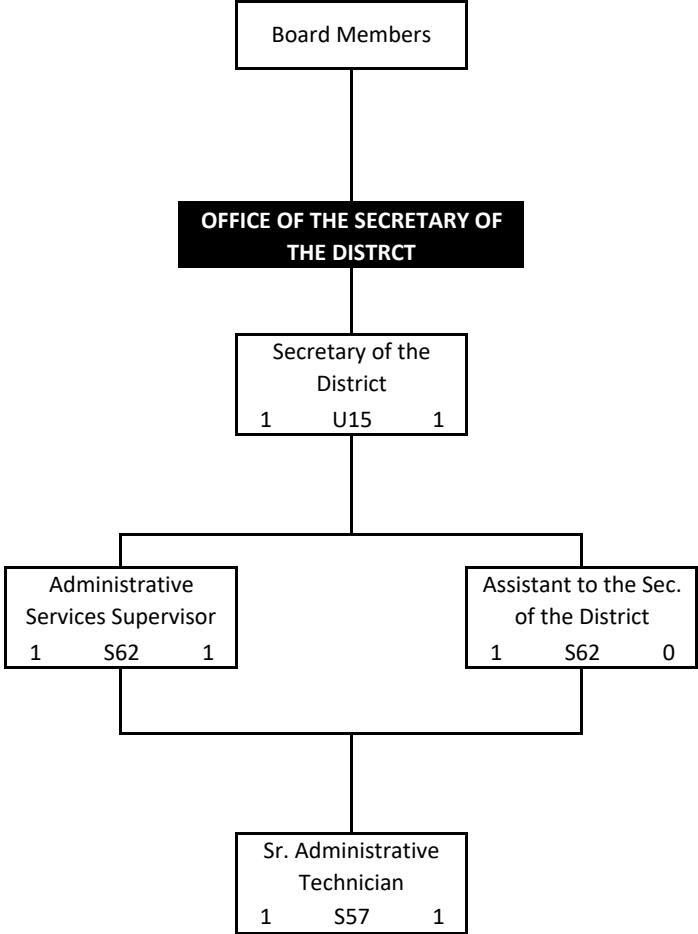 Board Members
OFFICE OF THE SECRETARY OF
THE DISTRCT
Secretary of the
District
1 U15 1
Administrative
Services Supervisor
1 S62 1
Assistant to the Sec.
of the District
1 S62 0
Sr. Administrative
Technician
1 S57 1